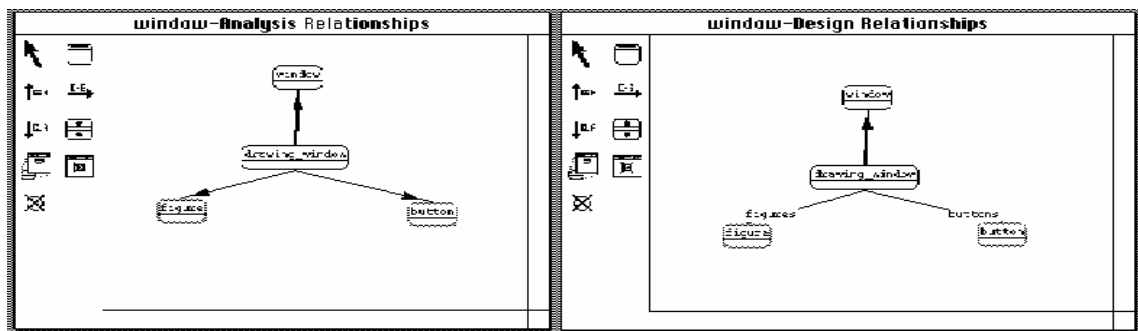 window-Analysis Relationships
window
drawing_window
figure
button
window-Design Relationships
window
drawing_window
figures
buttons
figure
button